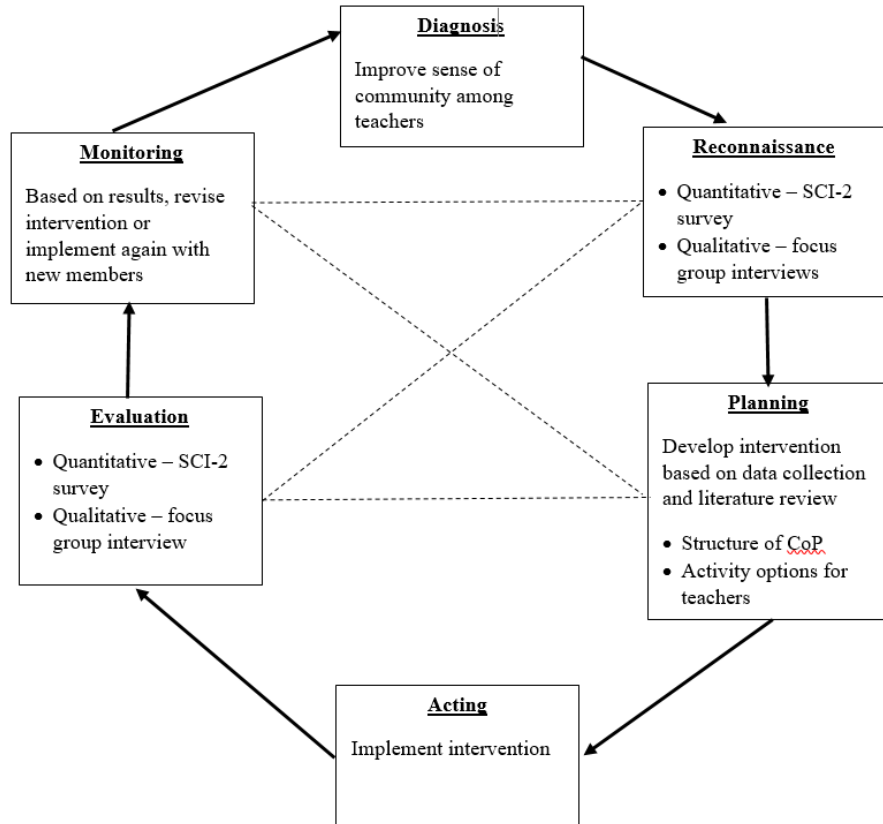 Diagnosis
Improve sense of
community among
teachers
Reconnaissance
• Quantitative – SCI-2
survey
• Qualitative – focus
group interviews
Planning
Develop intervention
based on data collection
and literature review
• Structure of CoP
• Activity options for
teachers
Acting
Implement intervention
Evaluation
• Quantitative – SCI-2
survey
• Qualitative – focus
group interview
Monitoring
Based on results, revise
intervention or
implement again with
new members